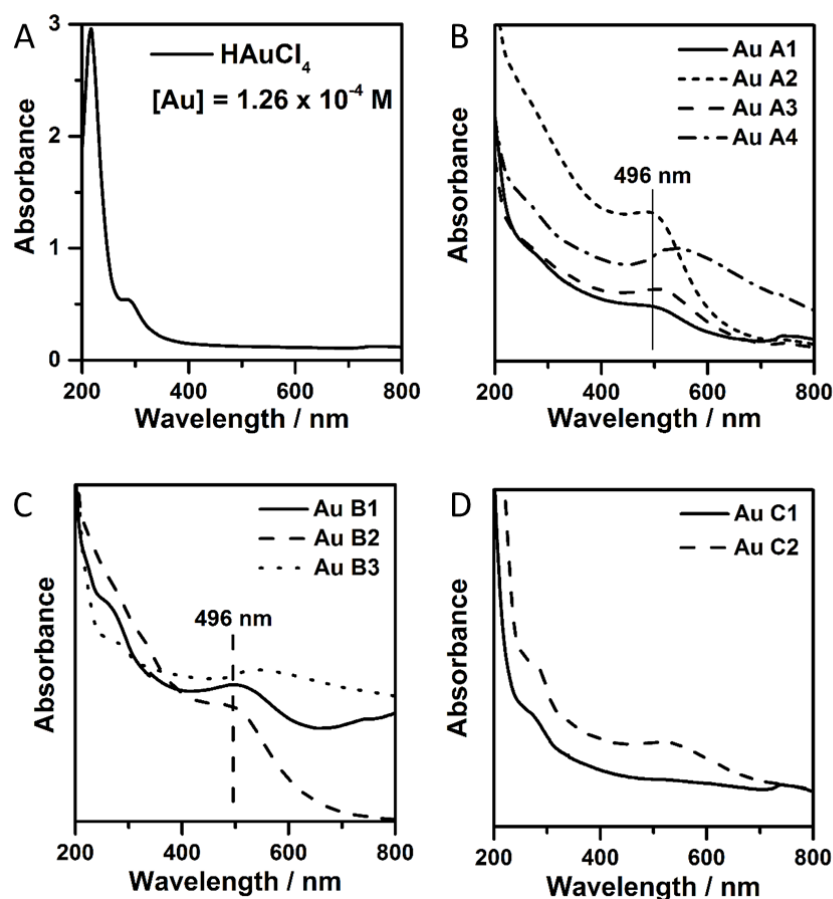 A
HAuCl4
[Au] = 1.26 x 10-4 M
Absorbance
3
2
1
0
200 400 600 800
Wavelength / nm
B
Au A1
Au A2
Au A3
Au A4
496 nm
Absorbance
200 400 600 800
Wavelength / nm
C
Au B1
Au B2
Au B3
496 nm
Absorbance
200 400 600 800
Wavelength / nm
D
Au C1
Au C2
Absorbance
200 400 600 800
Wavelength / nm